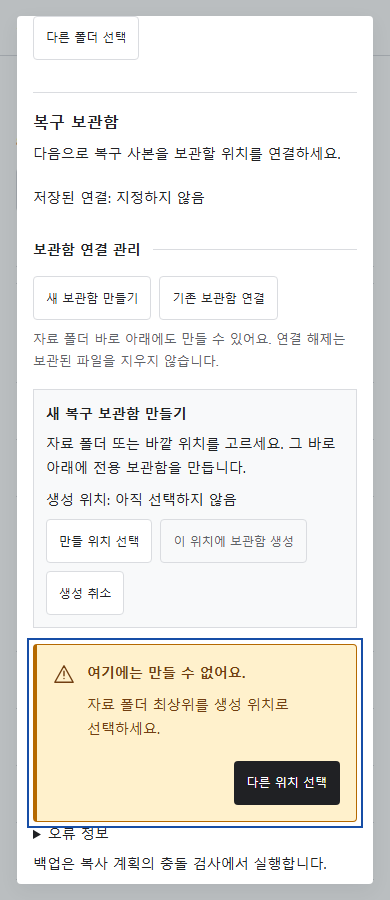 다른 폴더 선택
복구 보관함
다음으로 복구 사본을 보관할 위치를 연결하세요.
저장된 연결: 지정하지 않음
보관함 연결 관리
새 보관함 만들기
기존 보관함 연결
자료 폴더 바로 아래에도 만들 수 있어요. 연결 해제는
보관된 파일을 지우지 않습니다.
새 복구 보관함 만들기
자료 폴더 또는 바깥 위치를 고르세요. 그 바로
아래에 전용 보관함을 만듭니다.
생성 위치: 아직 선택하지 않음
만들 위치 선택
이 위치에 보관함 생성
생성 취소
여기에는 만들 수 없어요.
자료 폴더 최상위를 생성 위치로
선택하세요.
다른 위치 선택
오류 정보
백업은 복사 계획의 충돌 검사에서 실행합니다.